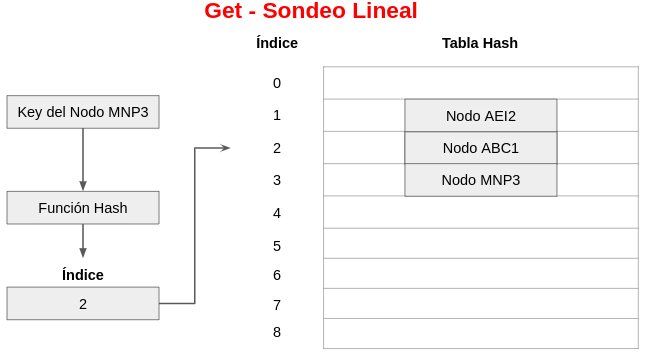 Get - Sondeo Lineal
Índice
Tabla Hash
0
1
Nodo AEI2
2
Nodo ABC1
3
Nodo MNP3
4
5
6
7
8
Key del Nodo MNP3
Función Hash
Índice
2